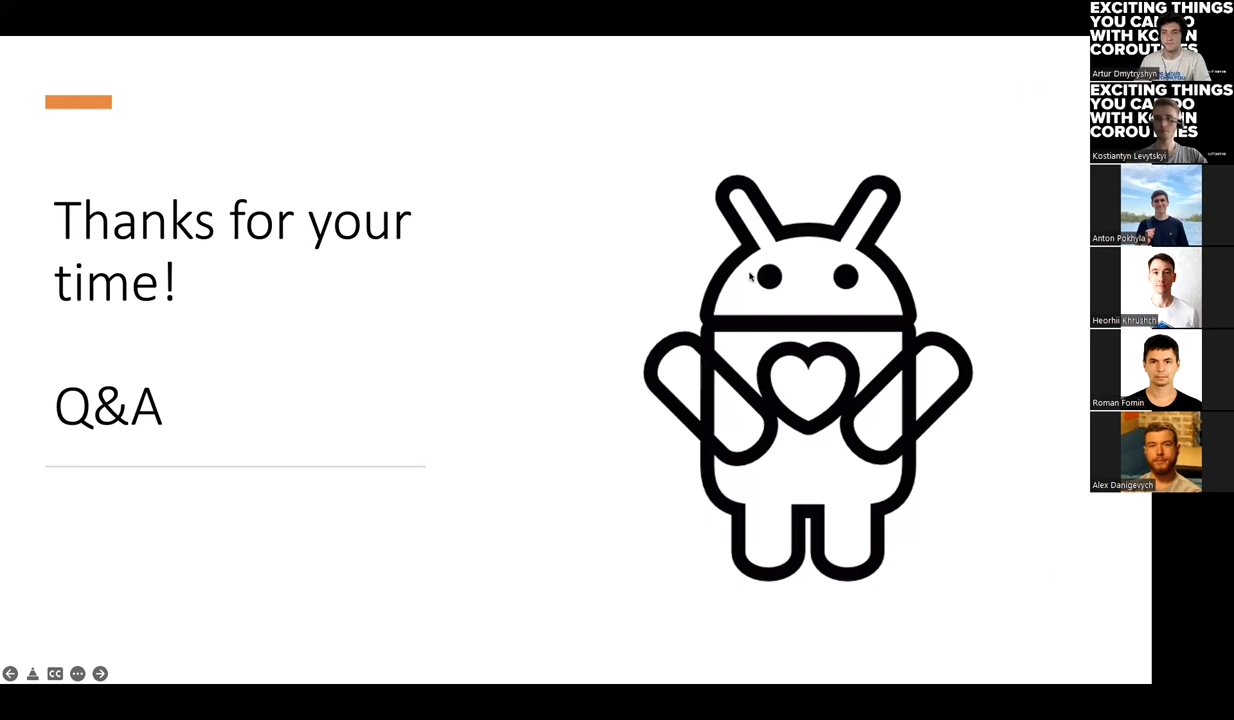 Thanks for your
time!
Q&A
EXCITING THINGS
YOU CAN DO
WITH KOTLIN
COROUTINES
Artur Dmytryshyn
EXCITING THINGS
YOU CAN DO
WITH KOTLIN
COROUTINES
Kostiantyn Levytskyi
Anton Pokhyla
Heorhii Khrushch
Roman Fomin
Alex Danigevych
CC